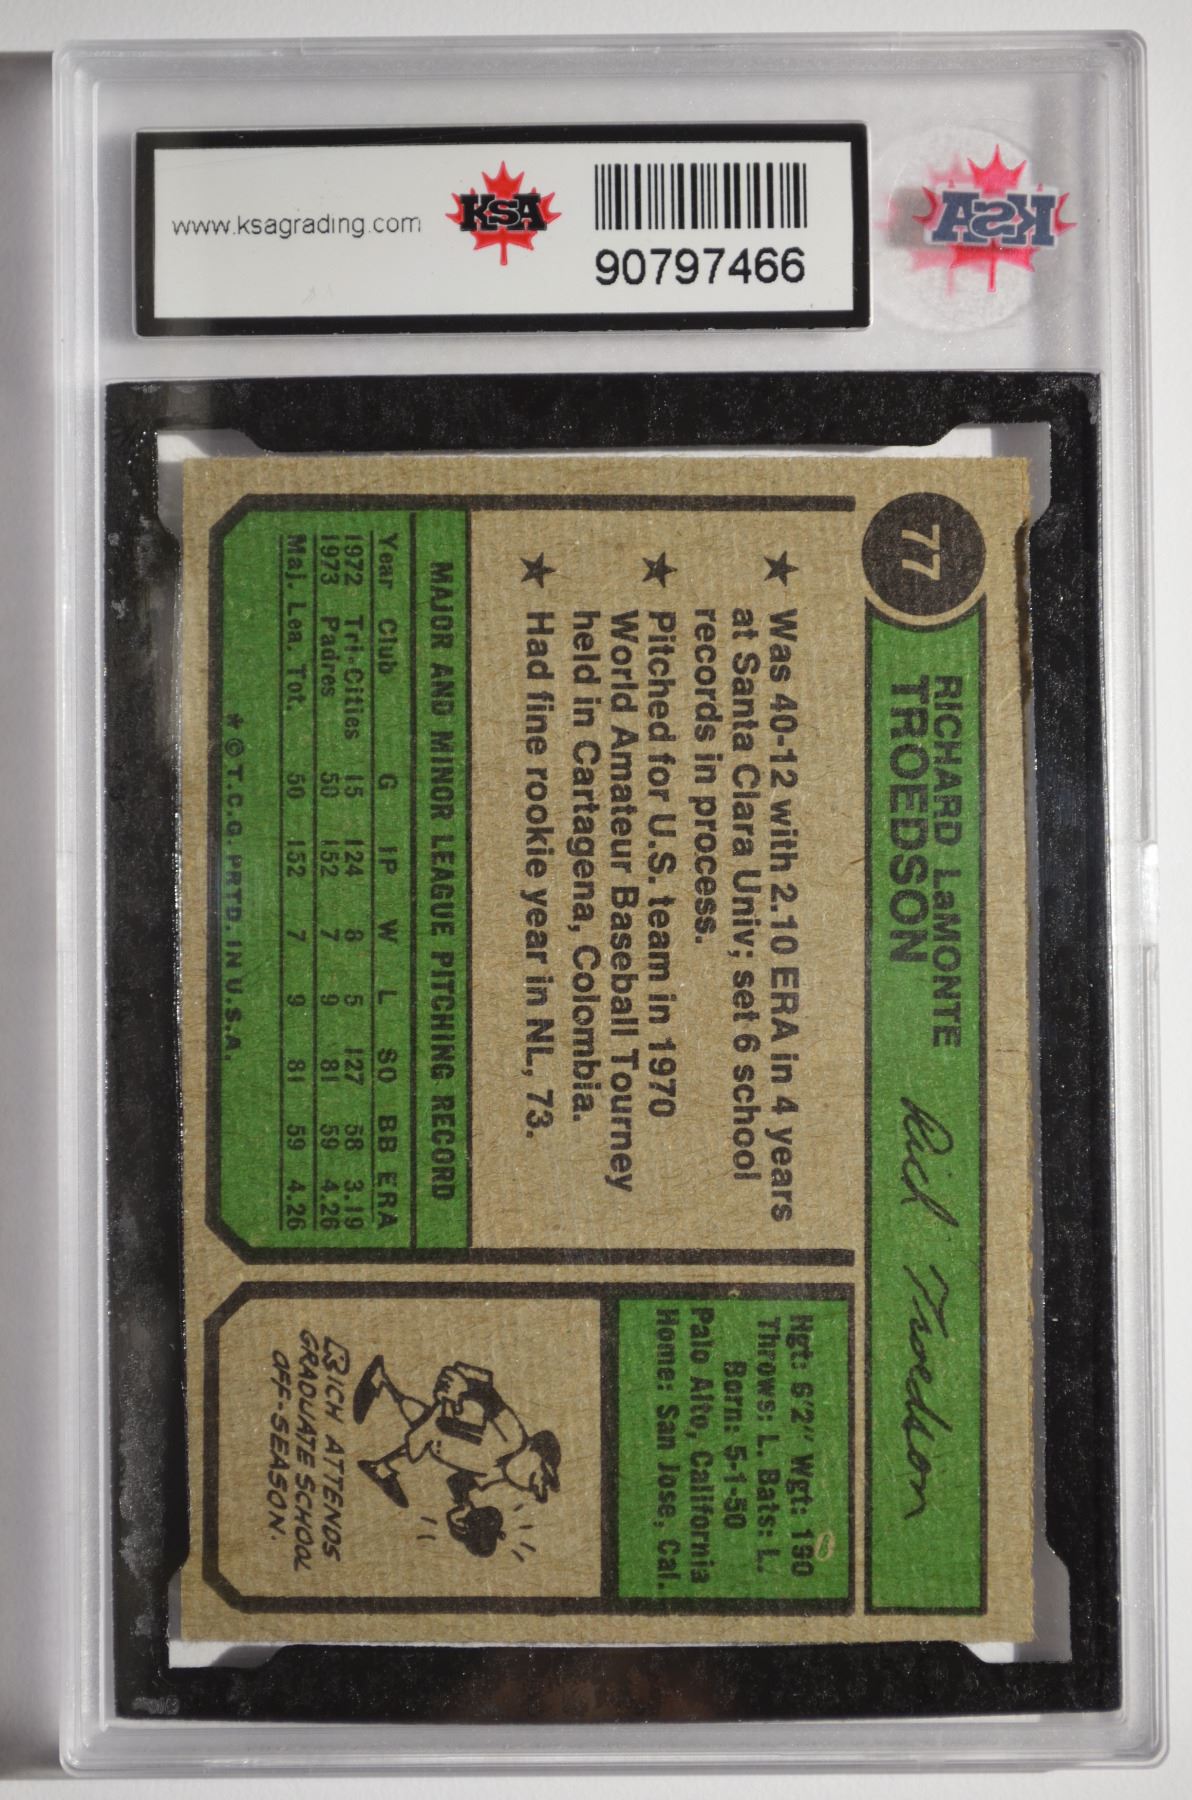 www.ksagrading.com
KSA
90797466
KSA
77
RICHARD LaMONTE
TROEDSON
Rich Troedson
★ Was 40-12 with 2.10 ERA in 4 years
at Santa Clara Univ; set 6 school
records in process.
★ Pitched for U.S. team in 1970
World Amateur Baseball Tourney
held in Cartagena, Colombia.
★ Had fine rookie year in NL, 73.
MAJOR AND MINOR LEAGUE PITCHING RECORD
Year Club G IP W L SO BB ERA
1972 Tri-Cities 15 124 8 5 127 58 3.19
1973 Padres 50 152 7 9 81 59 4.26
Maj. Lea. Tot. 50 152 7 9 81 59 4.26
★ © T.C.G. PRTD. IN U.S.A.
Hgt: 6'2" Wgt: 190
Throws: L. Bats: L.
Born: 5-1-50
Palo Alto, California
Home: San Jose, Cal.
RICH ATTENDS
GRADUATE SCHOOL
OFF-SEASON.